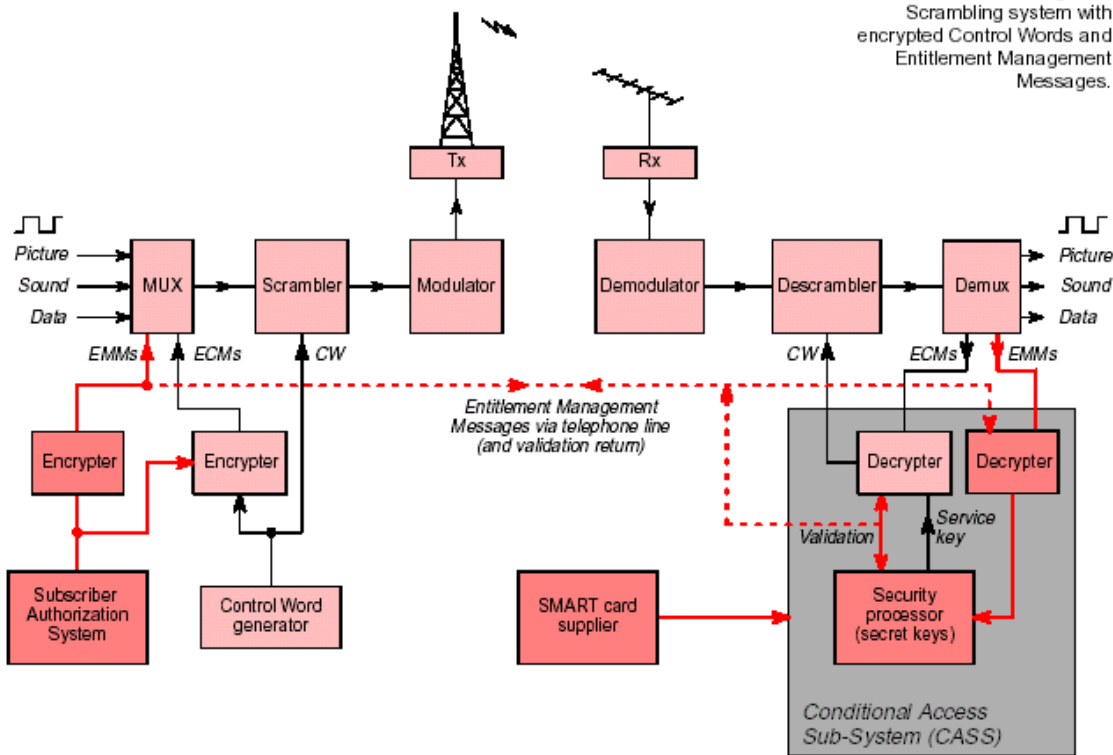 Scrambling system with
encrypted Control Words and
Entitlement Management
Messages.
Tx
Rx
Picture
Sound
Data
MUX
Scrambler
Modulator
Demodulator
Descrambler
Demux
Picture
Sound
Data
EMMs
ECMs
CW
CW
ECMs
EMMs
Entitlement Management
Messages via telephone line
(and validation return)
Encrypter
Encrypter
Decrypter
Decrypter
Validation
Service
key
Subscriber
Authorization
System
Control Word
generator
SMART card
supplier
Security
processor
(secret keys)
Conditional Access
Sub-System (CASS)